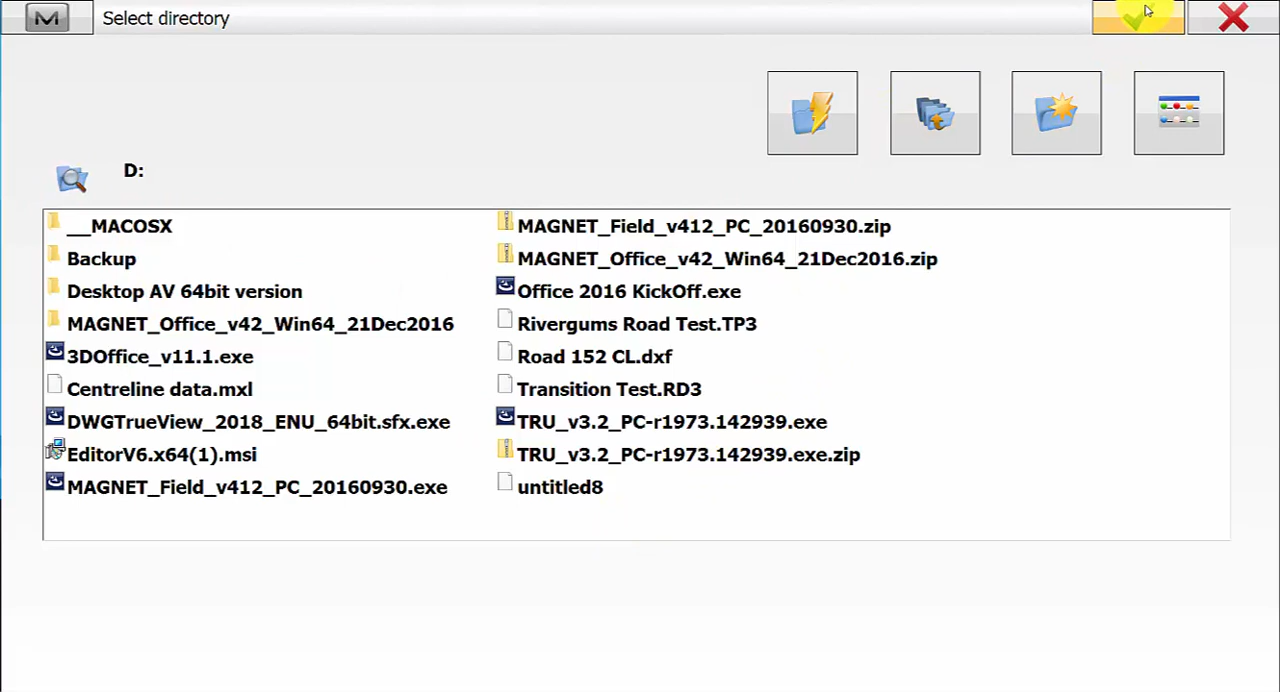 M Select directory
D:
__MACOSX
Backup
Desktop AV 64bit version
MAGNET_Office_v42_Win64_21Dec2016
3DOffice_v11.1.exe
Centreline data.mxl
DWGTrueView_2018_ENU_64bit.sfx.exe
EditorV6.x64(1).msi
MAGNET_Field_v412_PC_20160930.exe
MAGNET_Field_v412_PC_20160930.zip
MAGNET_Office_v42_Win64_21Dec2016.zip
Office 2016 KickOff.exe
Rivergums Road Test.TP3
Road 152 CL.dxf
Transition Test.RD3
TRU_v3.2_PC-r1973.142939.exe
TRU_v3.2_PC-r1973.142939.exe.zip
untitled8